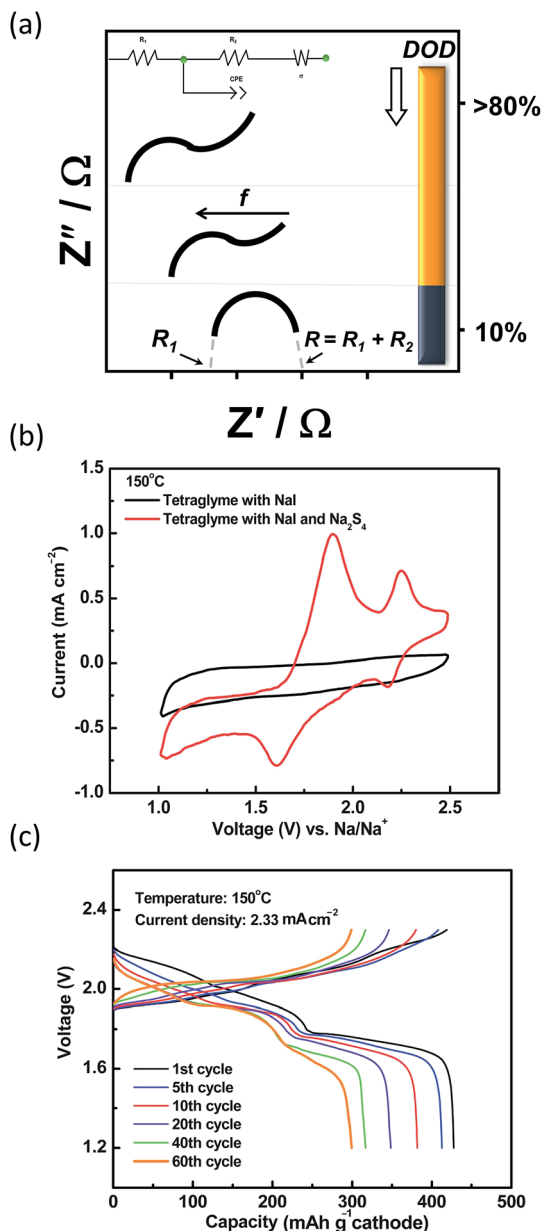 (a)
R₁
R₂
CPE
σ
DOD
>80%
f
10%
R₁
R = R₁ + R₂
Z″ / Ω
Z′ / Ω
(b)
150°C
Tetraglyme with NaI
Tetraglyme with NaI and Na₂S₄
1.5
1.0
0.5
0.0
-0.5
-1.0
Current (mA cm⁻²)
1.0
1.5
2.0
2.5
Voltage (V) vs. Na/Na⁺
(c)
Temperature: 150°C
Current density: 2.33 mAcm⁻²
2.4
2.0
1.6
1.2
Voltage (V)
1st cycle
5th cycle
10th cycle
20th cycle
40th cycle
60th cycle
0
100
200
300
400
500
Capacity (mAh g⁻¹cathode)